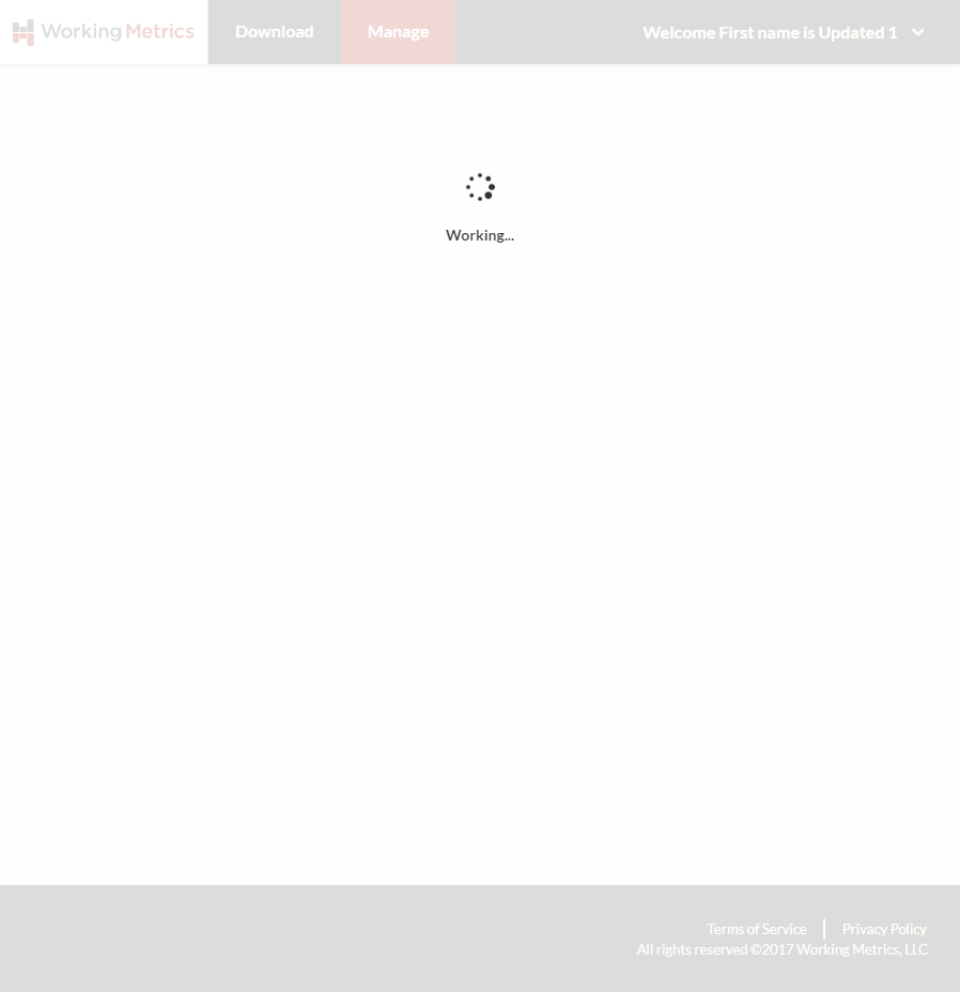 Working Metrics
Download
Manage
Welcome First name is Updated 1
Working...
Terms of Service
Privacy Policy
All rights reserved ©2017 Working Metrics, LLC